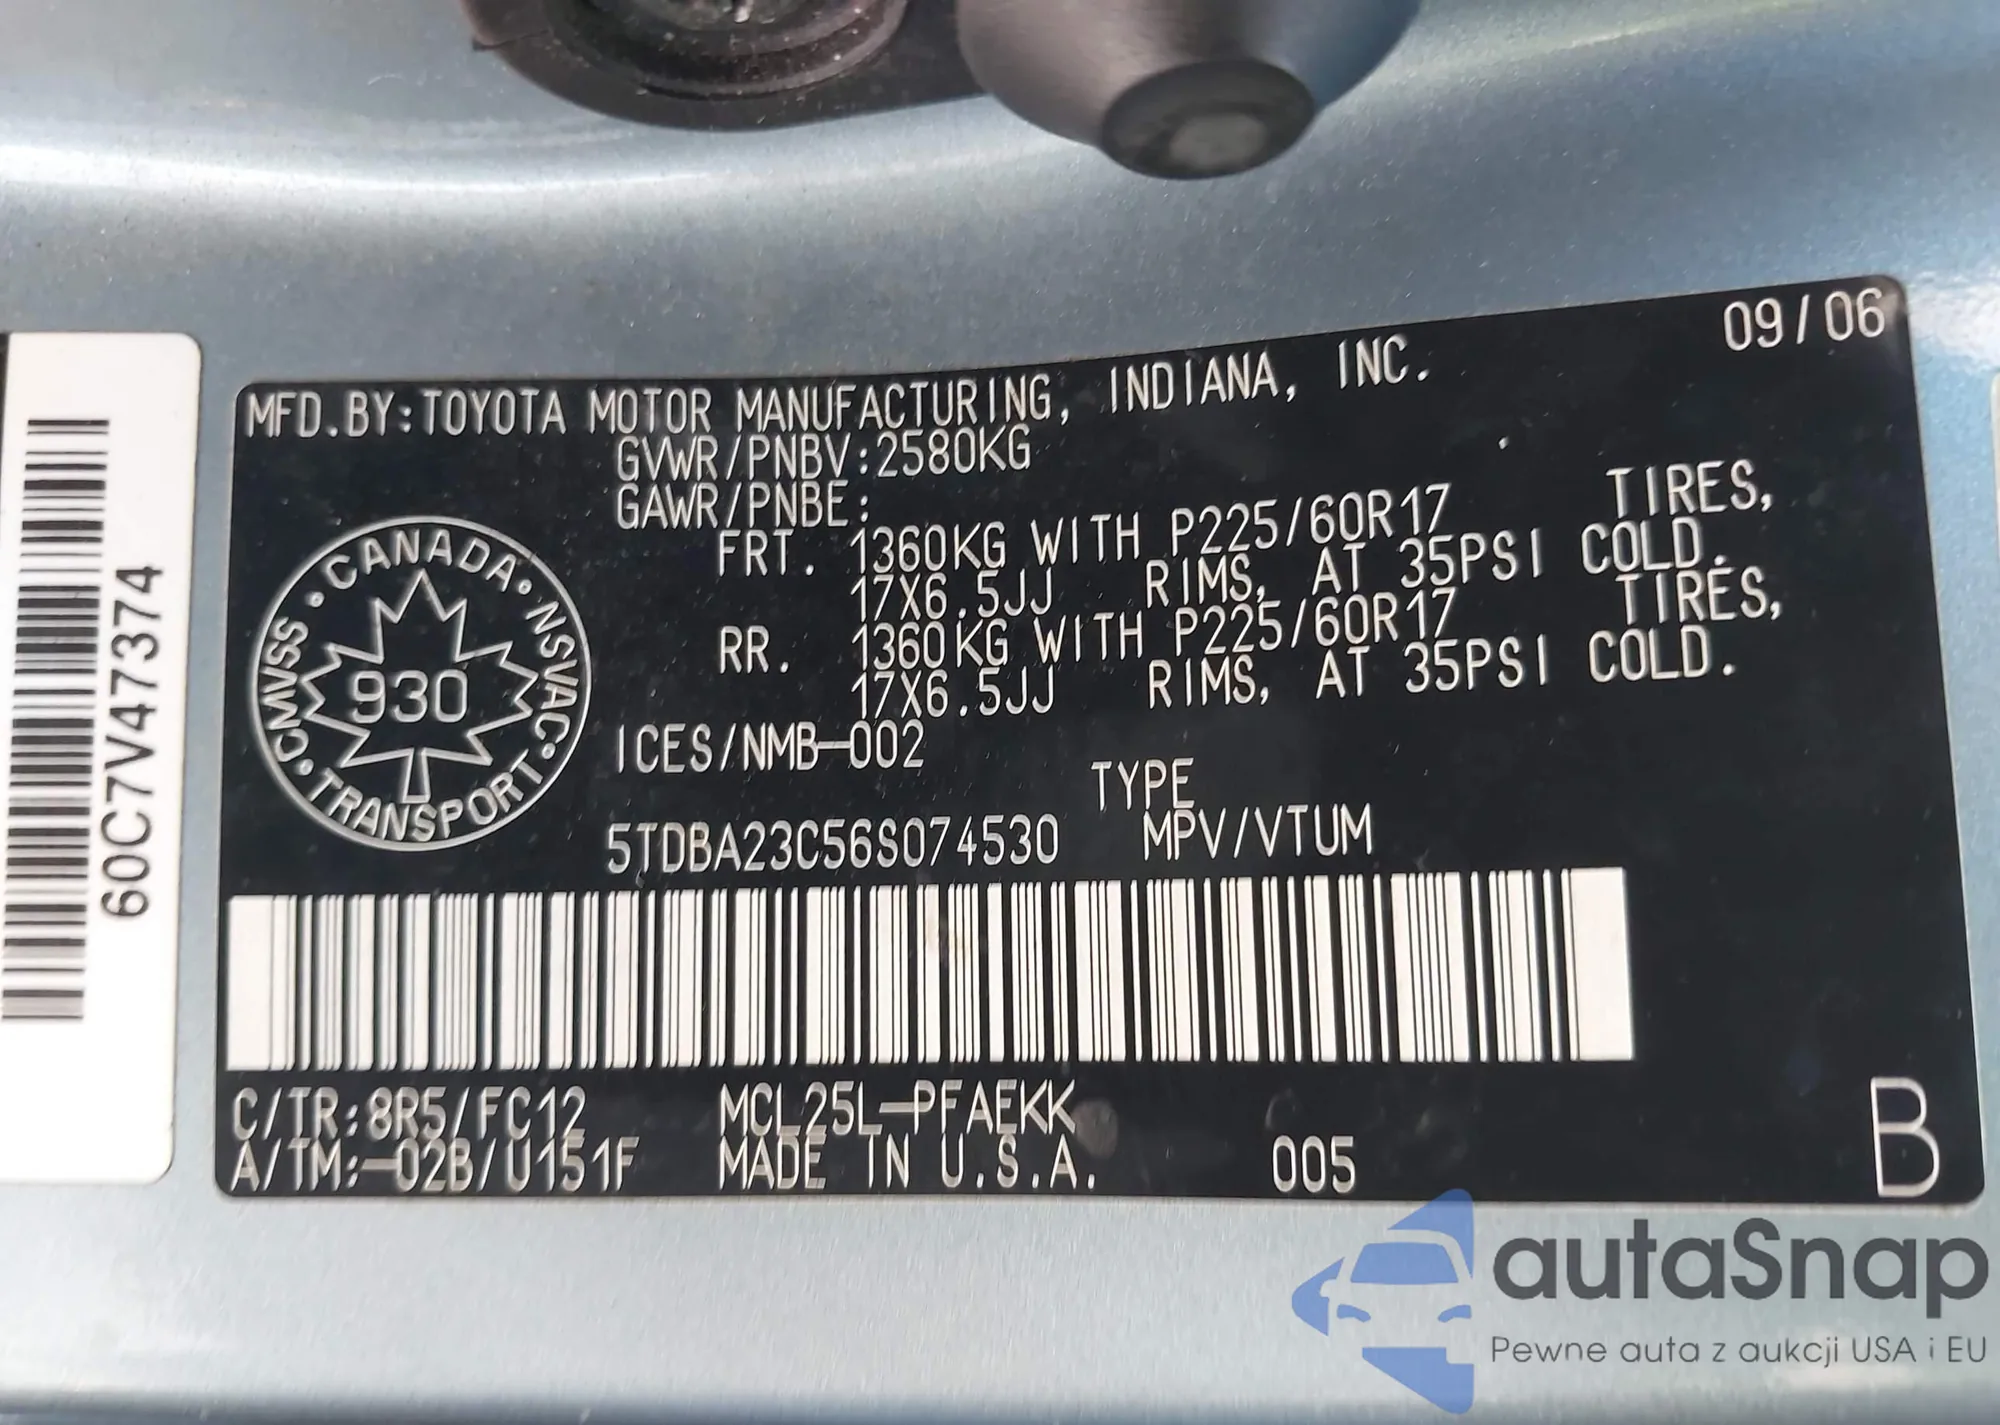 09/06
MFD.BY:TOYOTA MOTOR MANUFACTURING, INDIANA, INC.
GVWR/PNBV:2580KG
GAWR/PNBE:
FRT. 1360KG WITH P225/60R17 TIRES,
17X6.5JJ RIMS, AT 35PSI COLD.
RR. 1360KG WITH P225/60R17 TIRES,
17X6.5JJ RIMS, AT 35PSI COLD.
ICES/NMB-002
TYPE
5TDBA23C56S074530 MPV/VTUM
CANADA · NSVAC · TRANSPORT · CMVSS ·
930
C/TR:8R5/FC12 MCL25L-PFAEKK
A/TM:-02B/U151F MADE IN U.S.A. 005
B
60C7V47374
autaSnap
Pewne auta z aukcji USA i EU